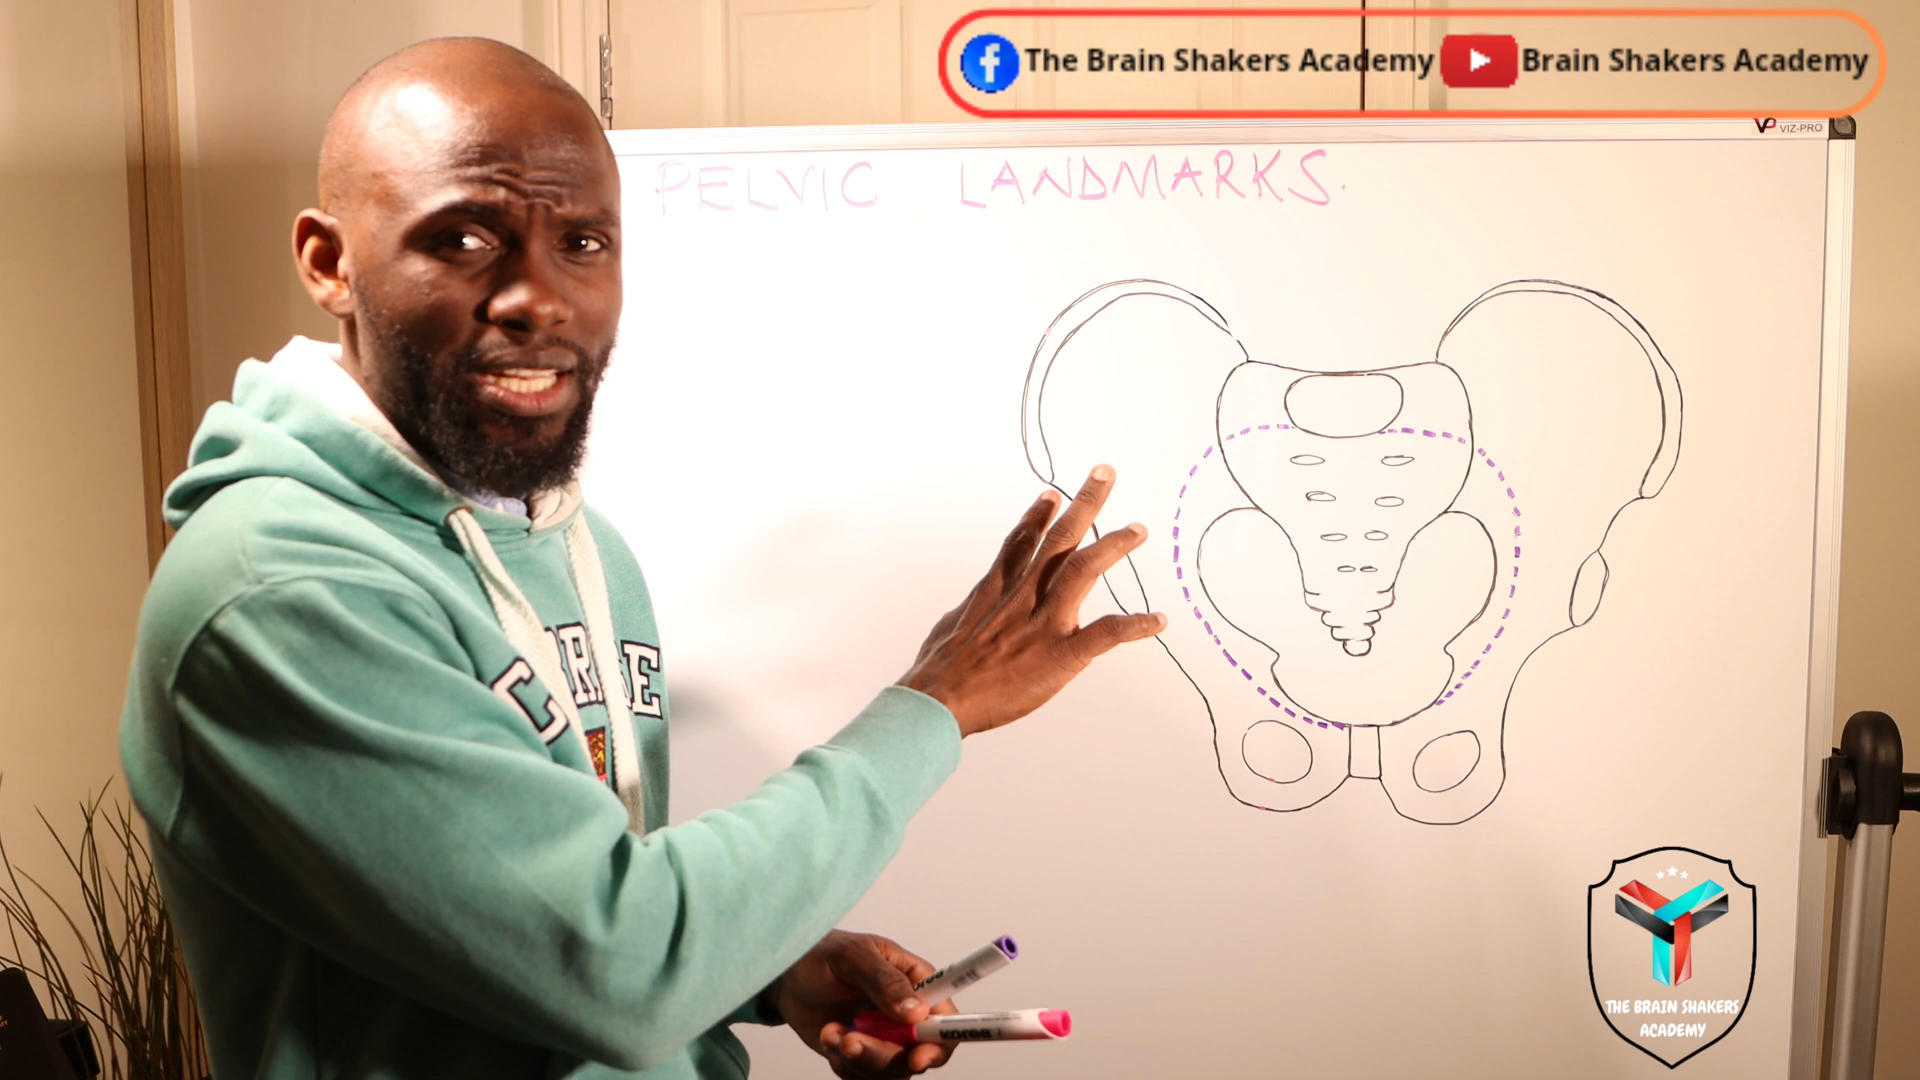 The Brain Shakers Academy Brain Shakers Academy
VIZ-PRO
PELVIC LANDMARKS.
THE BRAIN SHAKERS
ACADEMY